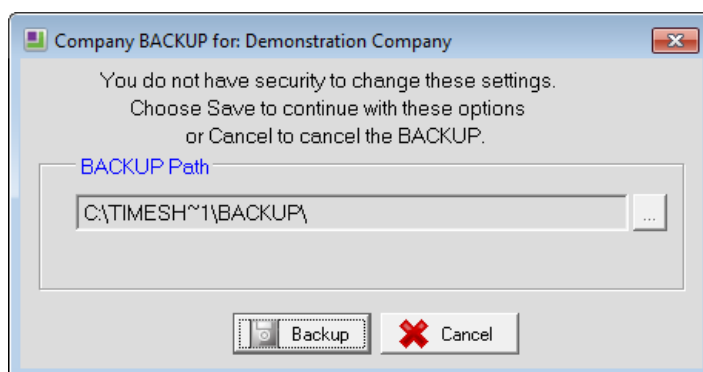 Company BACKUP for: Demonstration Company
You do not have security to change these settings.
Choose Save to continue with these options
or Cancel to cancel the BACKUP.
BACKUP Path
C:\TIMESH~1\BACKUP\
...
Backup
Cancel